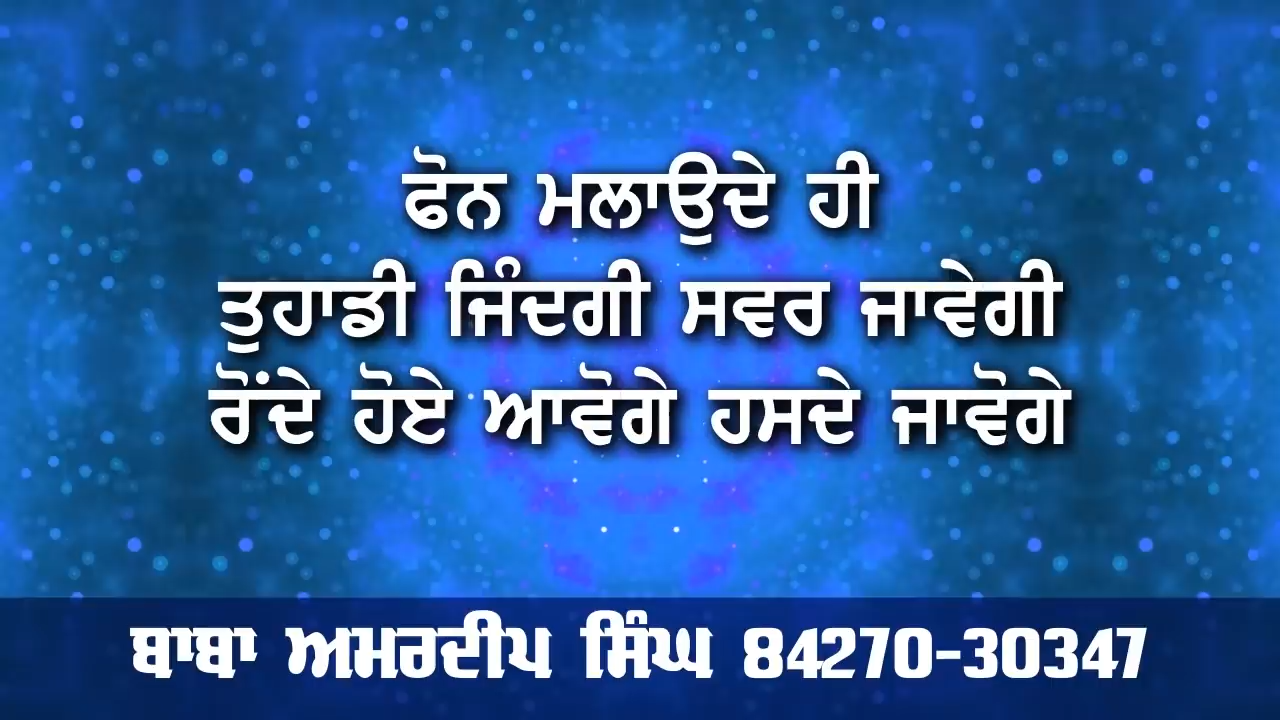 ਫੋਨ ਮਲਾਉਦੇ ਹੀ
ਤੁਹਾਡੀ ਜਿੰਦਗੀ ਸਵਰ ਜਾਵੇਗੀ
ਰੋਂਦੇ ਹੋਏ ਆਵੋਗੇ ਹਸਦੇ ਜਾਵੋਗੇ
ਬਾਬਾ ਅਮਰਦੀਪ ਸਿੰਘ 84270-30347